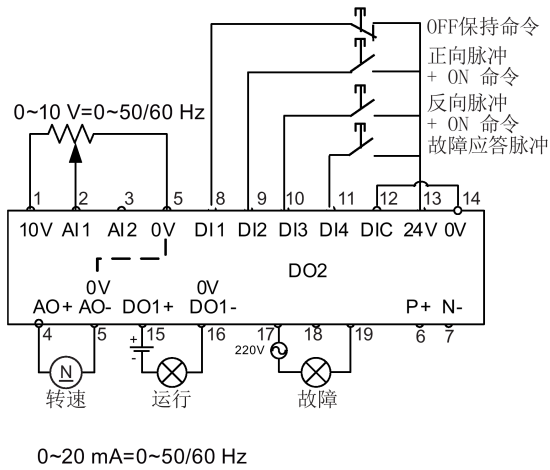 OFF保持命令
正向脉冲
+ ON 命令
反向脉冲
+ ON 命令
故障应答脉冲
0~10 V=0~50/60 Hz
1 2 3 5 8 9 10 11 12 13 14
10V AI1 AI2 0V DI1 DI2 DI3 DI4 DIC 24V 0V
DO2
0V 0V
AO+ AO- DO1+ DO1- P+ N-
4 5 15 16 17 18 19 6 7
+
-
220V
N
转速 运行 故障
0~20 mA=0~50/60 Hz